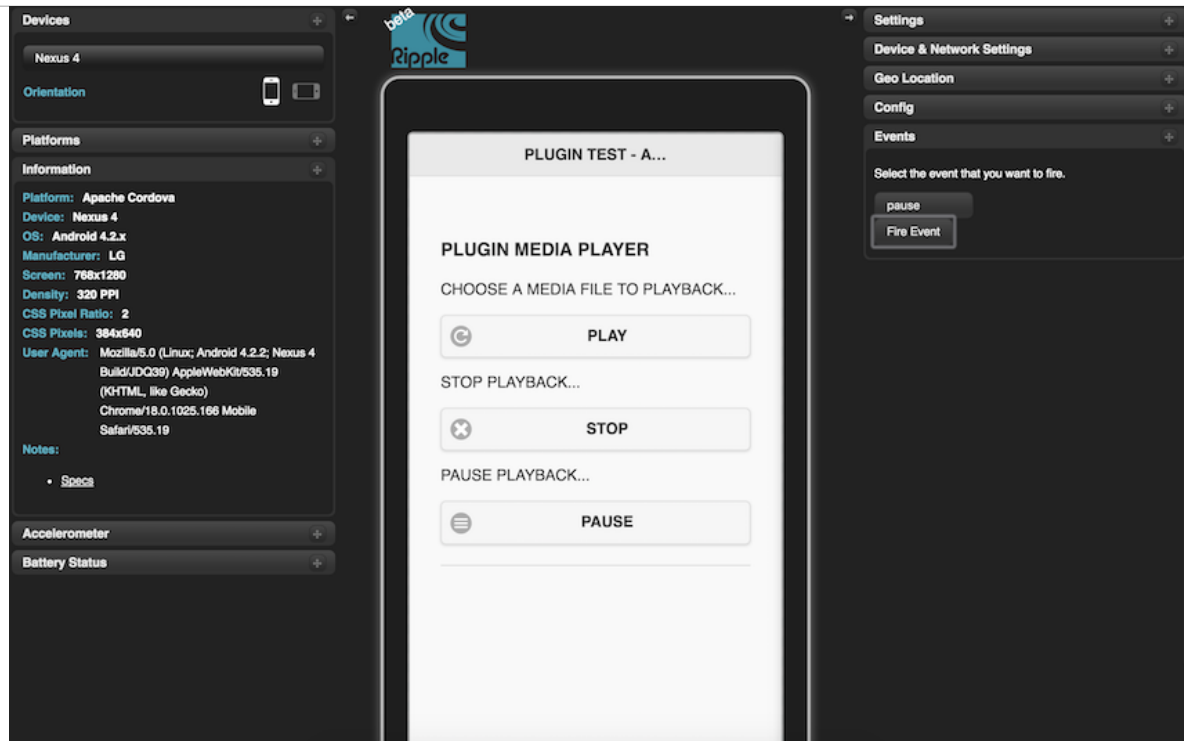 Devices
Nexus 4
Orientation
Platforms
Information
Platform: Apache Cordova
Device: Nexus 4
OS: Android 4.2.x
Manufacturer: LG
Screen: 768x1280
Density: 320 PPI
CSS Pixel Ratio: 2
CSS Pixels: 384x640
User Agent: Mozilla/5.0 (Linux; Android 4.2.2; Nexus 4
Build/JDQ39) AppleWebKit/535.19
(KHTML, like Gecko)
Chrome/18.0.1025.166 Mobile
Safari/535.19
Notes:
• Specs
Accelerometer
Battery Status
beta
Ripple
PLUGIN TEST - A...
PLUGIN MEDIA PLAYER
CHOOSE A MEDIA FILE TO PLAYBACK...
PLAY
STOP PLAYBACK...
STOP
PAUSE PLAYBACK...
PAUSE
Settings
Device & Network Settings
Geo Location
Config
Events
Select the event that you want to fire.
pause
Fire Event